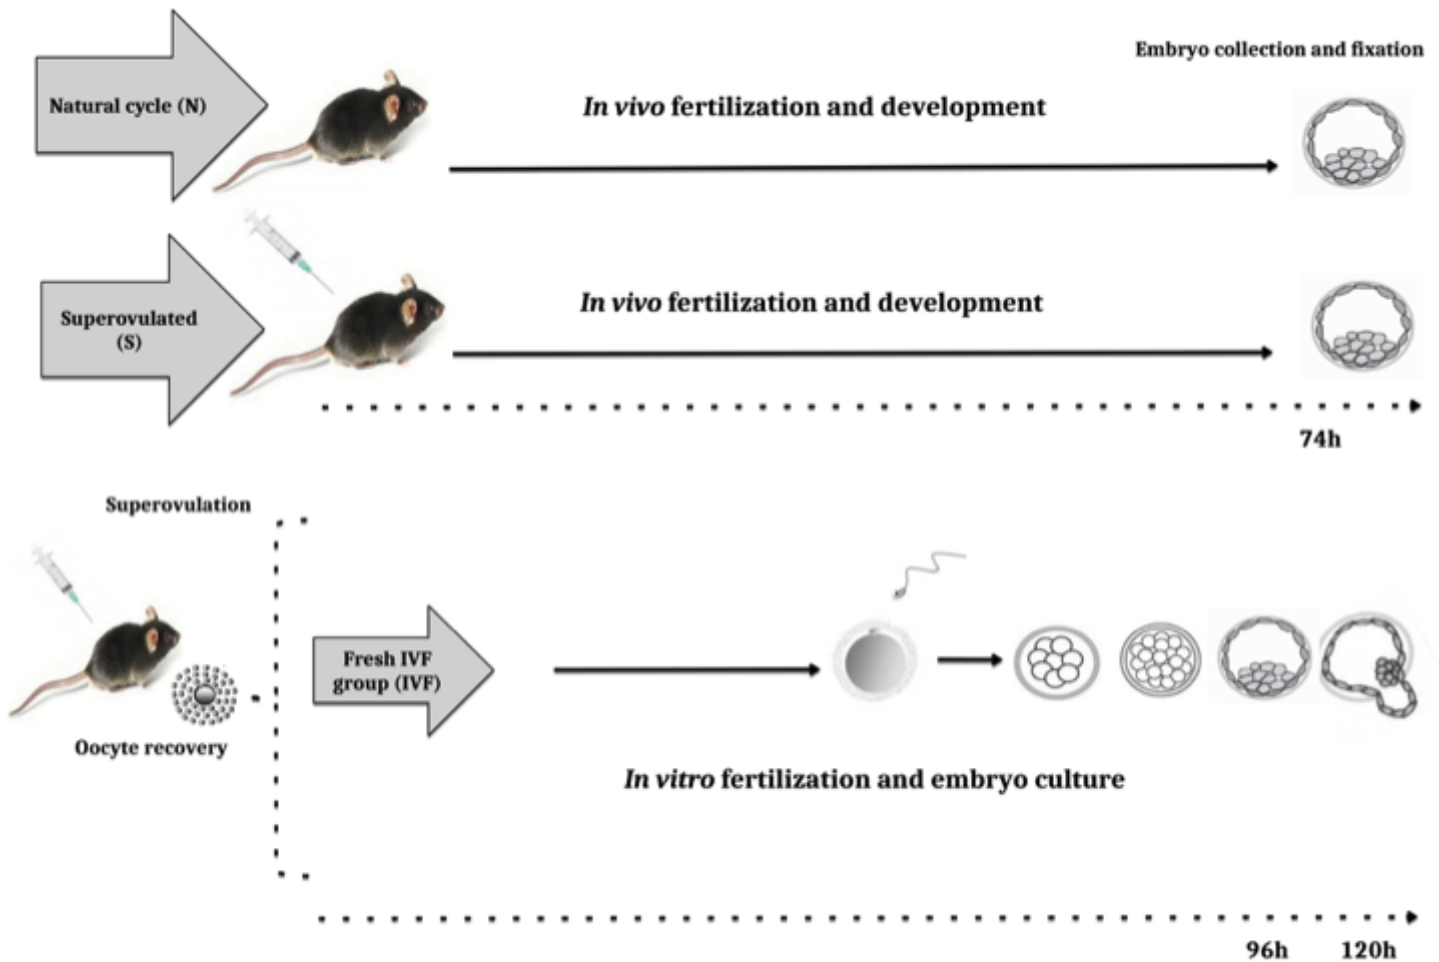 Embryo collection and fixation
Natural cycle (N)
In vivo fertilization and development
Superovulated
(S)
In vivo fertilization and development
74h
Superovulation
Fresh IVF
group (IVF)
Oocyte recovery
In vitro fertilization and embryo culture
96h
120h